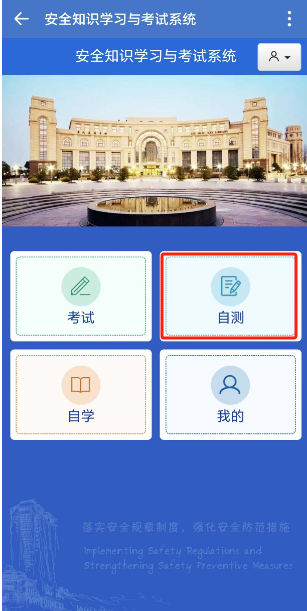 安全知识学习与考试系统
安全知识学习与考试系统
考试
自测
自学
我的
落实安全规章制度，强化安全防范措施
Implementing Safety Regulations and
Strengthening Safety Preventive Measures